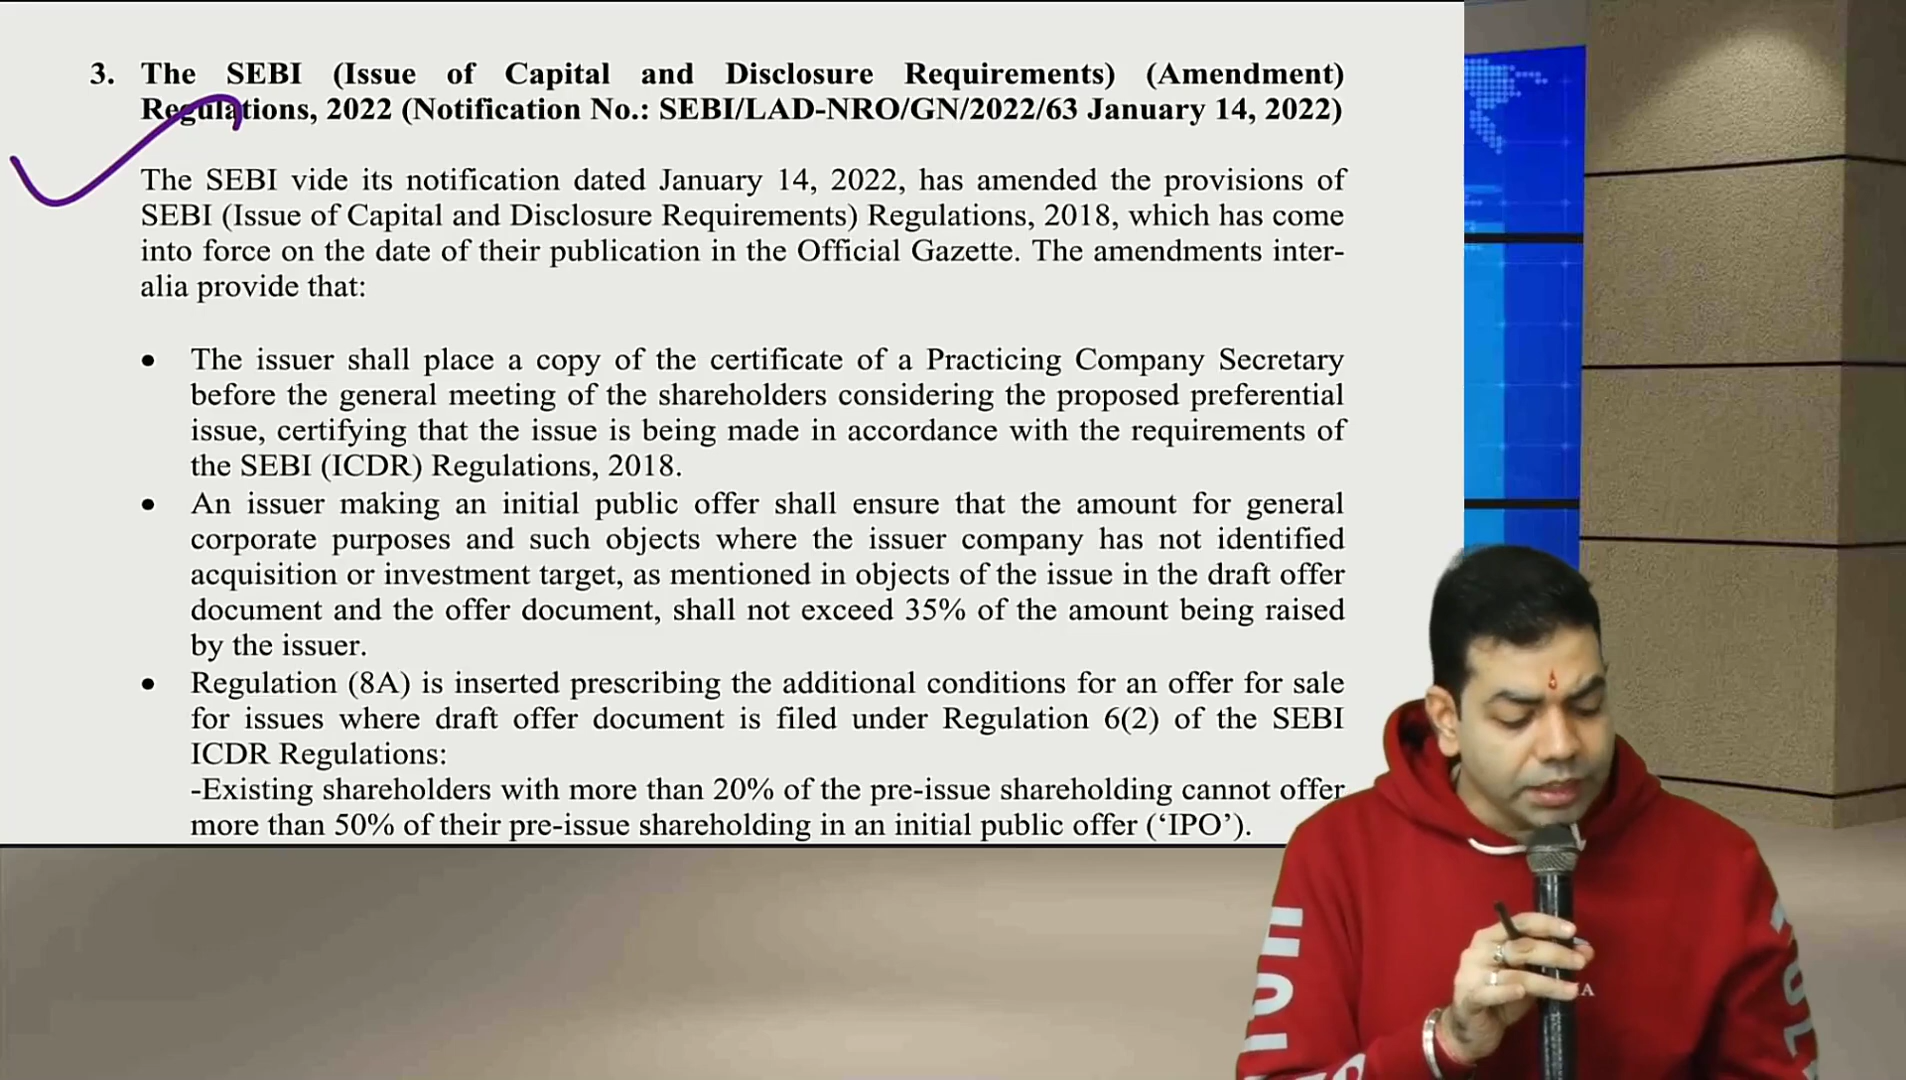 3. The SEBI (Issue of Capital and Disclosure Requirements) (Amendment)
Regulations, 2022 (Notification No.: SEBI/LAD-NRO/GN/2022/63 January 14, 2022)
The SEBI vide its notification dated January 14, 2022, has amended the provisions of
SEBI (Issue of Capital and Disclosure Requirements) Regulations, 2018, which has come
into force on the date of their publication in the Official Gazette. The amendments inter-
alia provide that:
• The issuer shall place a copy of the certificate of a Practicing Company Secretary
before the general meeting of the shareholders considering the proposed preferential
issue, certifying that the issue is being made in accordance with the requirements of
the SEBI (ICDR) Regulations, 2018.
• An issuer making an initial public offer shall ensure that the amount for general
corporate purposes and such objects where the issuer company has not identified
acquisition or investment target, as mentioned in objects of the issue in the draft offer
document and the offer document, shall not exceed 35% of the amount being raised
by the issuer.
• Regulation (8A) is inserted prescribing the additional conditions for an offer for sale
for issues where draft offer document is filed under Regulation 6(2) of the SEBI
ICDR Regulations:
-Existing shareholders with more than 20% of the pre-issue shareholding cannot offer
more than 50% of their pre-issue shareholding in an initial public offer (‘IPO’).